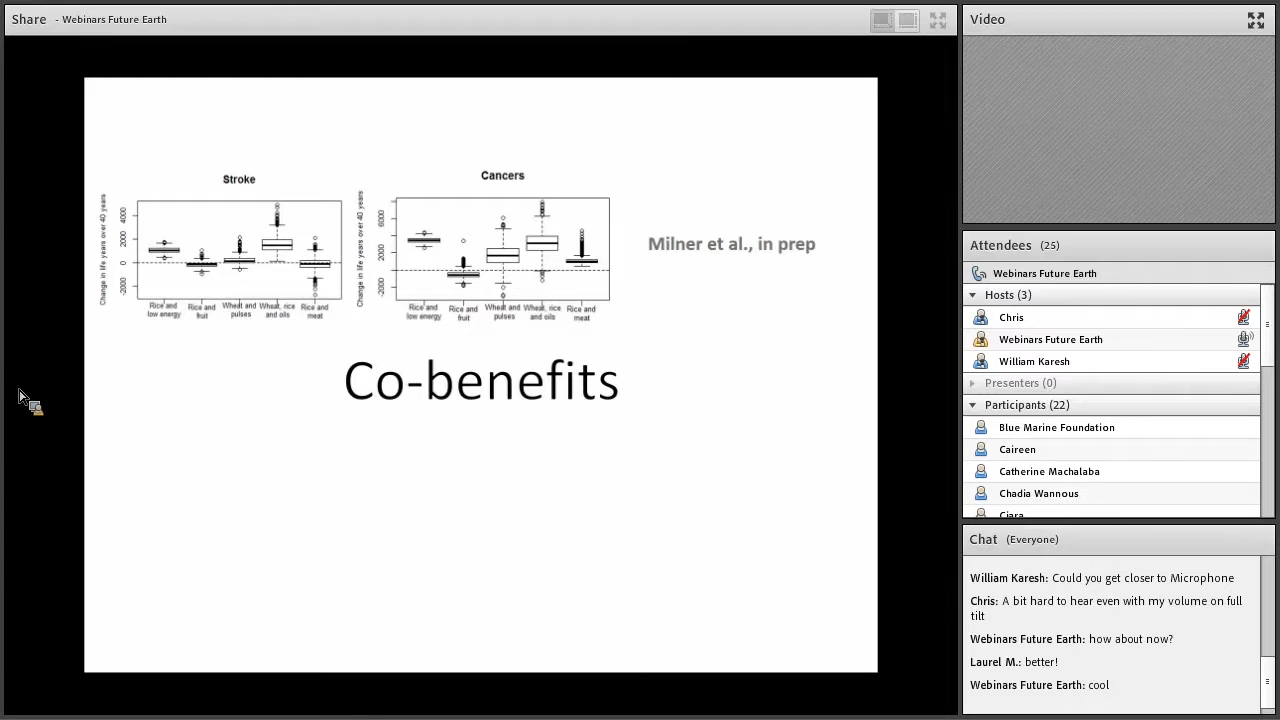 Share - Webinars Future Earth
Stroke
Change in life years over 40 years
4000
2000
0
-2000
Rice and low energy
Rice and fruit
Wheat and pulses
Wheat, rice and oils
Rice and meat
Cancers
Change in life years over 40 years
6000
2000
-2000
Rice and low energy
Rice and fruit
Wheat and pulses
Wheat, rice and oils
Rice and meat
Milner et al., in prep
Co-benefits
Video
Attendees (25)
Webinars Future Earth
Hosts (3)
Chris
Webinars Future Earth
William Karesh
Presenters (0)
Participants (22)
Blue Marine Foundation
Caireen
Catherine Machalaba
Chadia Wannous
Ciara
Chat (Everyone)
William Karesh: Could you get closer to Microphone
Chris: A bit hard to hear even with my volume on full
tilt
Webinars Future Earth: how about now?
Laurel M.: better!
Webinars Future Earth: cool